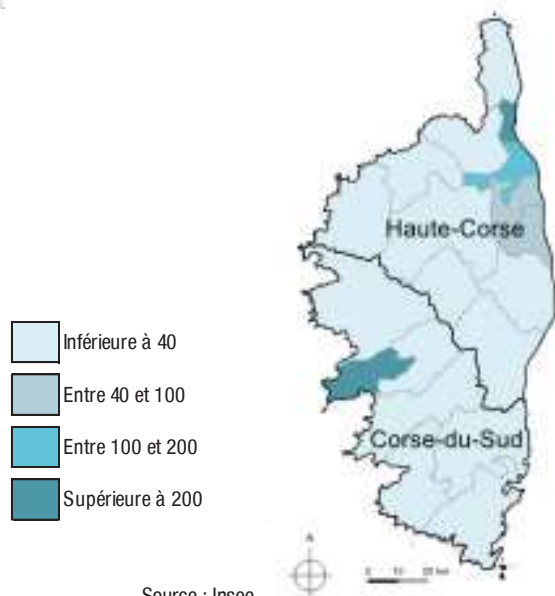 Haute-Corse
Inférieure à 40
Entre 40 et 100
Entre 100 et 200
Supérieure à 200
Corse-du-Sud
Source : Insee